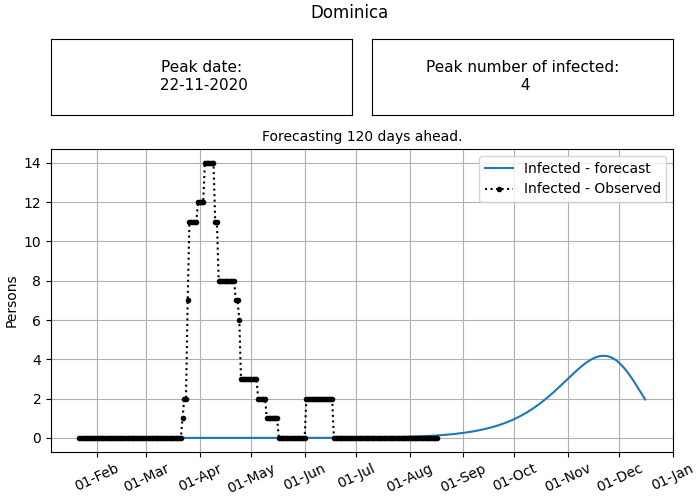 Dominica
Peak date:
22-11-2020
Peak number of infected:
4
Forecasting 120 days ahead.
Infected - forecast
Infected - Observed
Persons
14
12
10
8
6
4
2
0
01-Feb
01-Mar
01-Apr
01-May
01-Jun
01-Jul
01-Aug
01-Sep
01-Oct
01-Nov
01-Dec
01-Jan